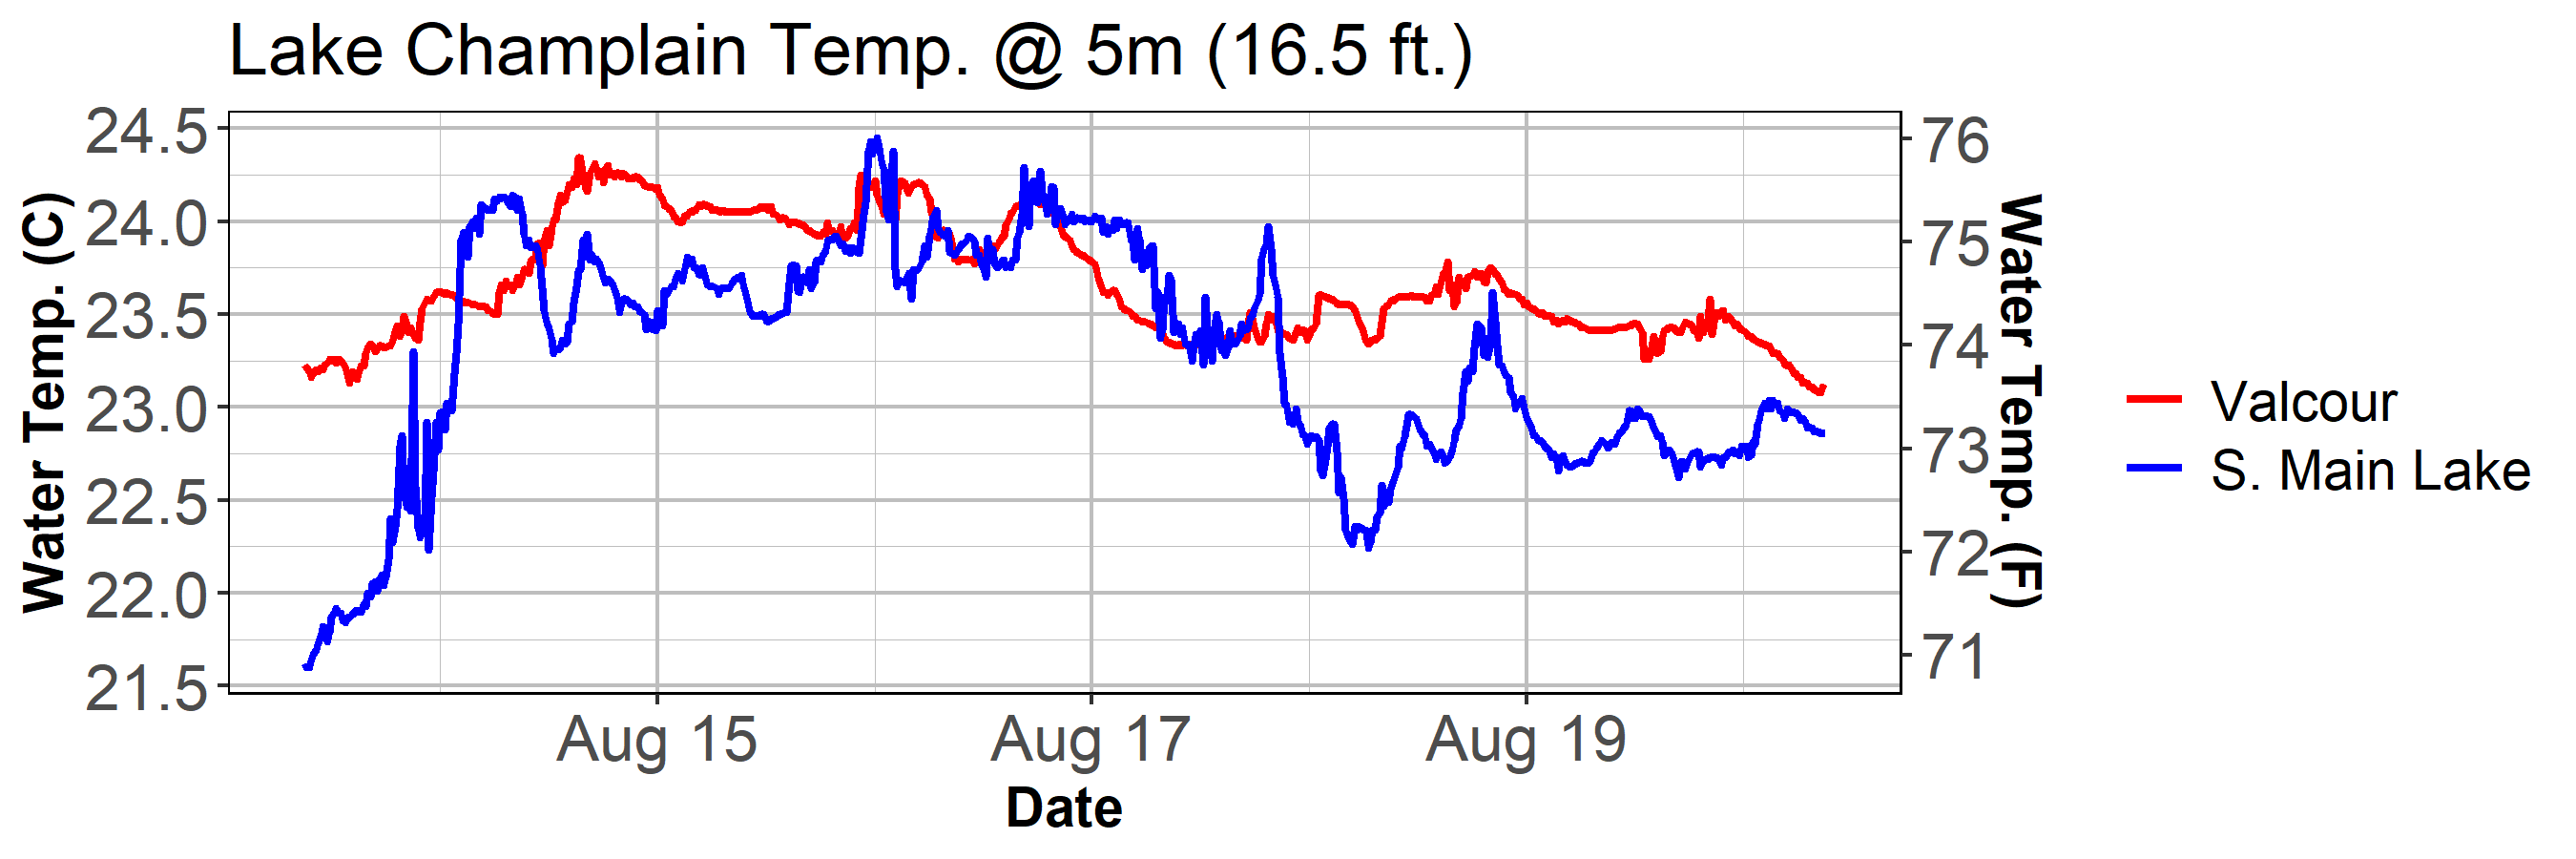 Lake Champlain Temp. @ 5m (16.5 ft.)
Water Temp. (C)
24.5
24.0
23.5
23.0
22.5
22.0
21.5
76
75
74
73
72
71
Water Temp. (F)
Aug 15
Aug 17
Aug 19
Date
Valcour
S. Main Lake